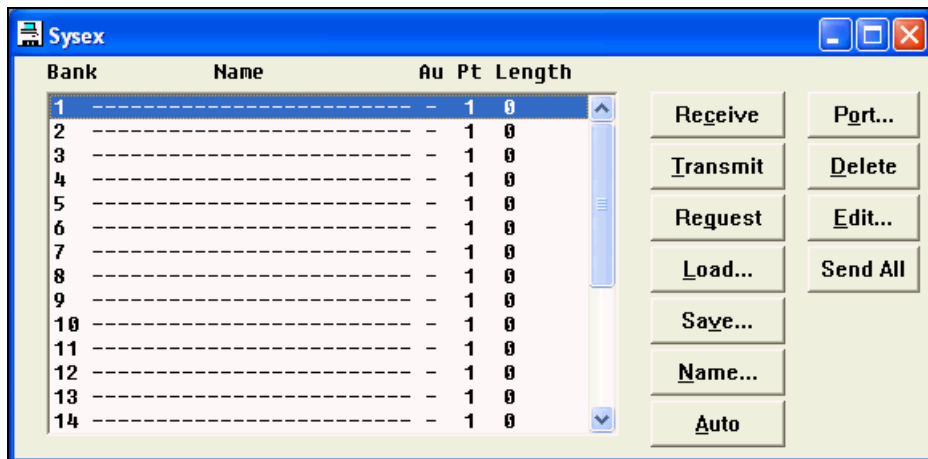 Sysex
Bank Name Au Pt Length
1 ------------------------- - 1 0
2 ------------------------- - 1 0
3 ------------------------- - 1 0
4 ------------------------- - 1 0
5 ------------------------- - 1 0
6 ------------------------- - 1 0
7 ------------------------- - 1 0
8 ------------------------- - 1 0
9 ------------------------- - 1 0
10 ------------------------- - 1 0
11 ------------------------- - 1 0
12 ------------------------- - 1 0
13 ------------------------- - 1 0
14 ------------------------- - 1 0
Receive
Transmit
Request
Load...
Save...
Name...
Auto
Port...
Delete
Edit...
Send All